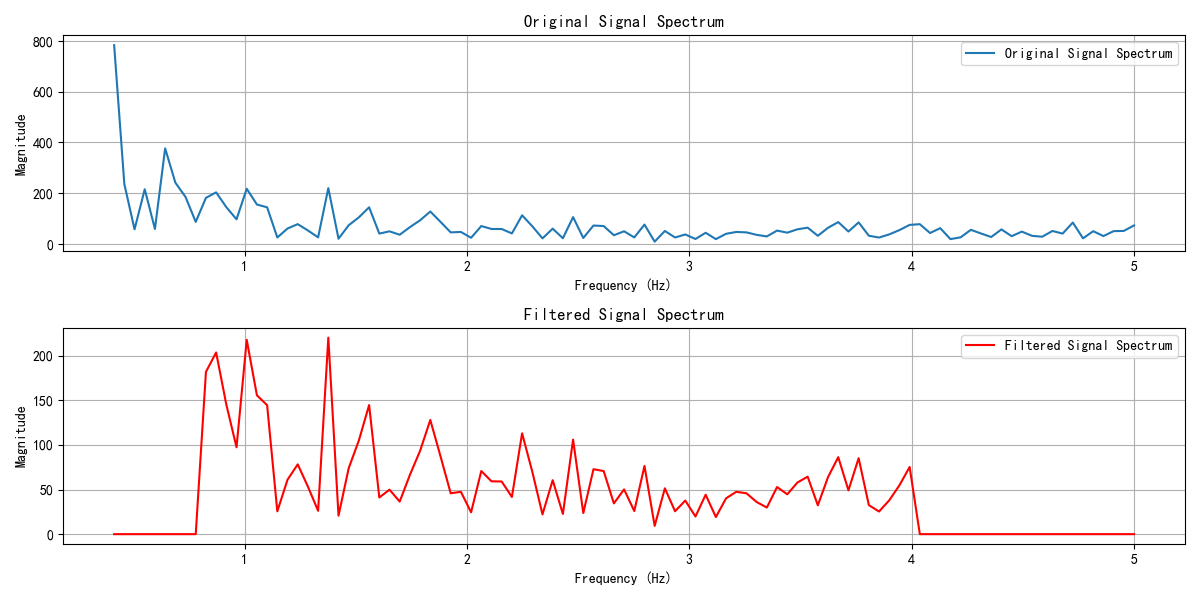 Original Signal Spectrum
800
600
400
200
0
Magnitude
Original Signal Spectrum
1 2 3 4 5
Frequency (Hz)
Filtered Signal Spectrum
200
150
100
50
0
Magnitude
Filtered Signal Spectrum
1 2 3 4 5
Frequency (Hz)